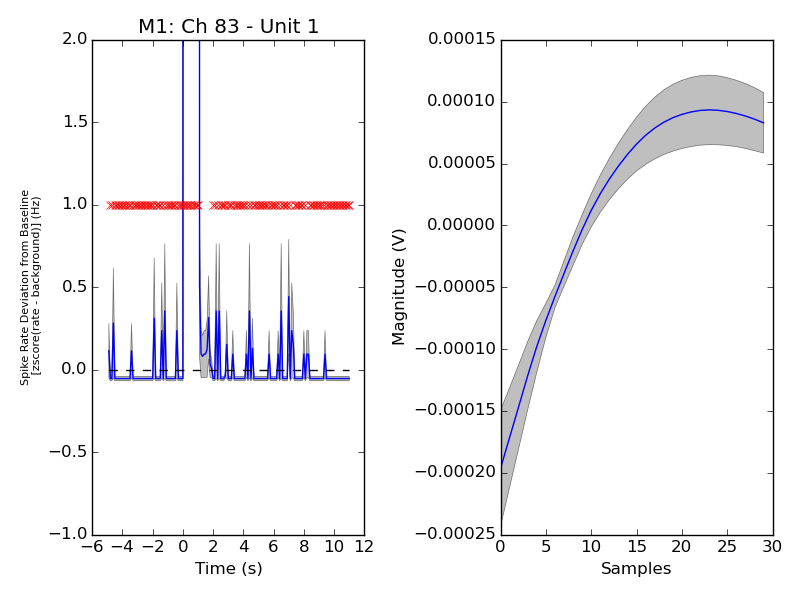 M1: Ch 83 - Unit 1
2.0
1.5
1.0
0.5
0.0
−0.5
−1.0
−6 −4 −2 0 2 4 6 8 10 12
Time (s)
Spike Rate Deviation from Baseline
[zscore(rate - background)] (Hz)
0.00015
0.00010
0.00005
0.00000
−0.00005
−0.00010
−0.00015
−0.00020
−0.00025
0 5 10 15 20 25 30
Samples
Magnitude (V)